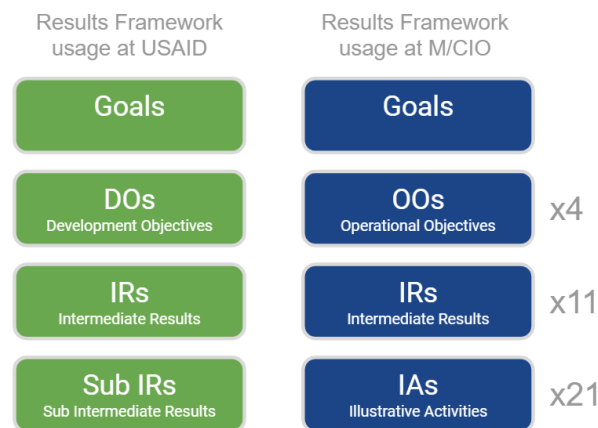 Results Framework
usage at USAID
Results Framework
usage at M/CIO
Goals
Goals
DOs
Development Objectives
OOs
Operational Objectives
x4
IRs
Intermediate Results
IRs
Intermediate Results
x11
Sub IRs
Sub Intermediate Results
IAs
Illustrative Activities
x21